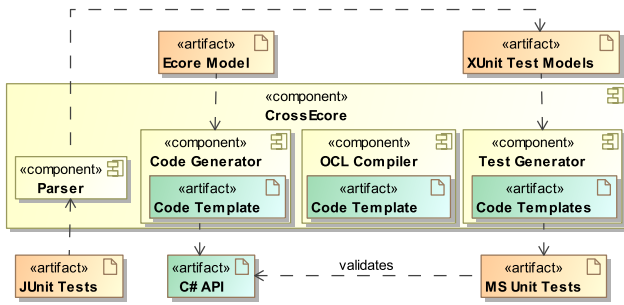 «artifact»
Ecore Model
«artifact»
XUnit Test Models
«component»
CrossEcore
«component»
Parser
«component»
Code Generator
«artifact»
Code Template
«component»
OCL Compiler
«artifact»
Code Template
«component»
Test Generator
«artifact»
Code Templates
«artifact»
JUnit Tests
«artifact»
C# API
validates
«artifact»
MS Unit Tests